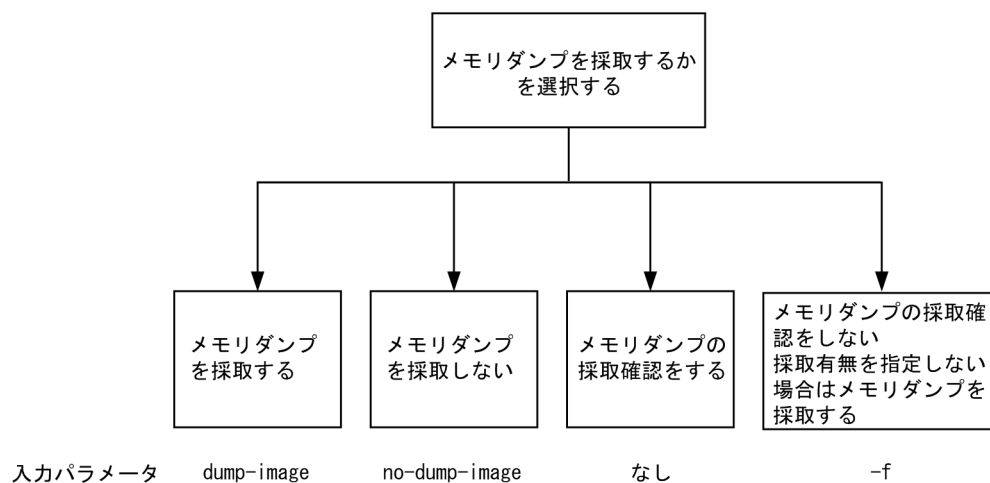 メモリダンプを採取するか
を選択する
メモリダンプ
を採取する
メモリダンプ
を採取しない
メモリダンプの
採取確認をする
メモリダンプの採取確
認をしない
採取有無を指定しない
場合はメモリダンプを
採取する
入力パラメータ dump-image no-dump-image なし -f